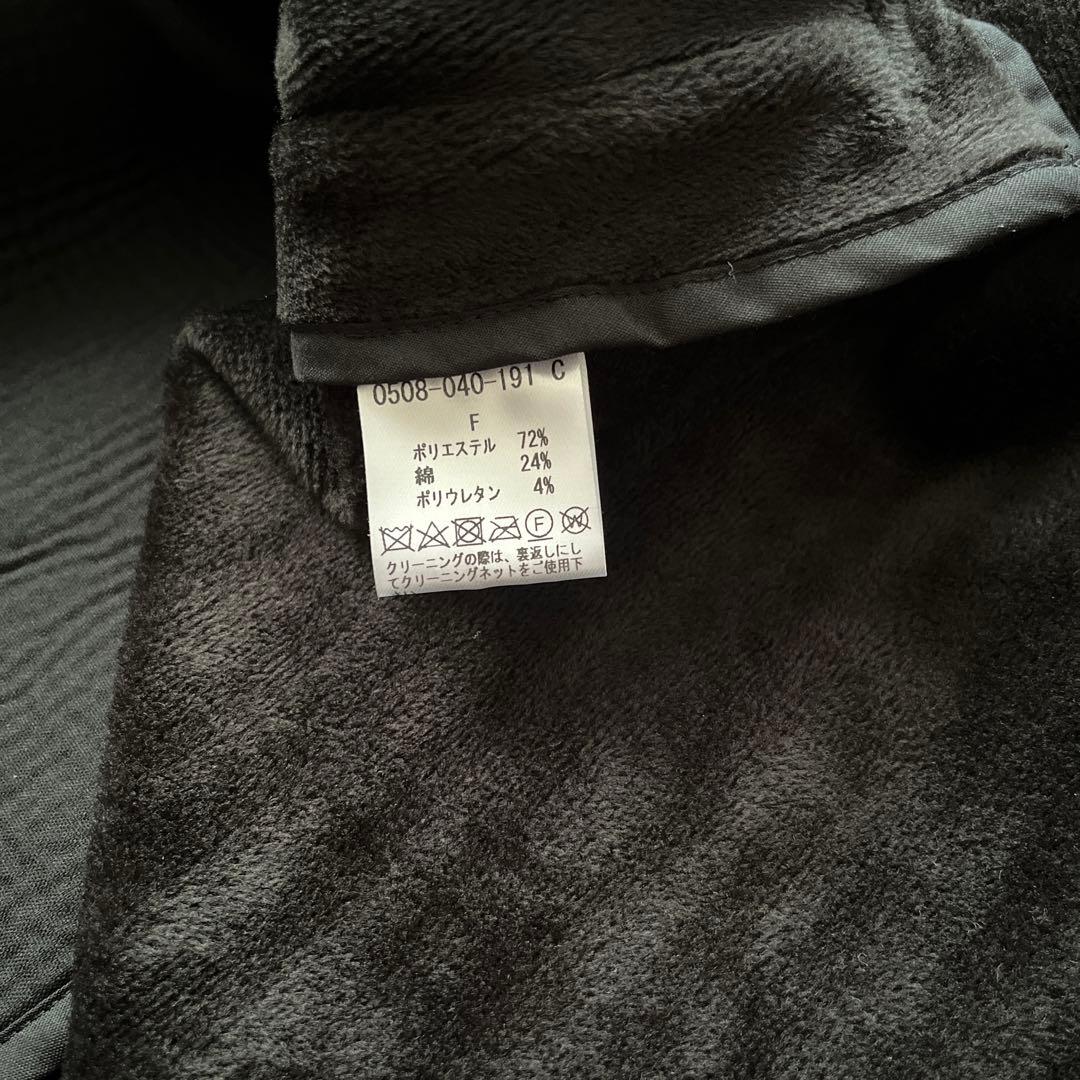 0508-040-191 C
F
ポリエステル 72%
綿 24%
ポリウレタン 4%
F W
クリーニングの際は、裏返しにし
てクリーニングネットをご使用下